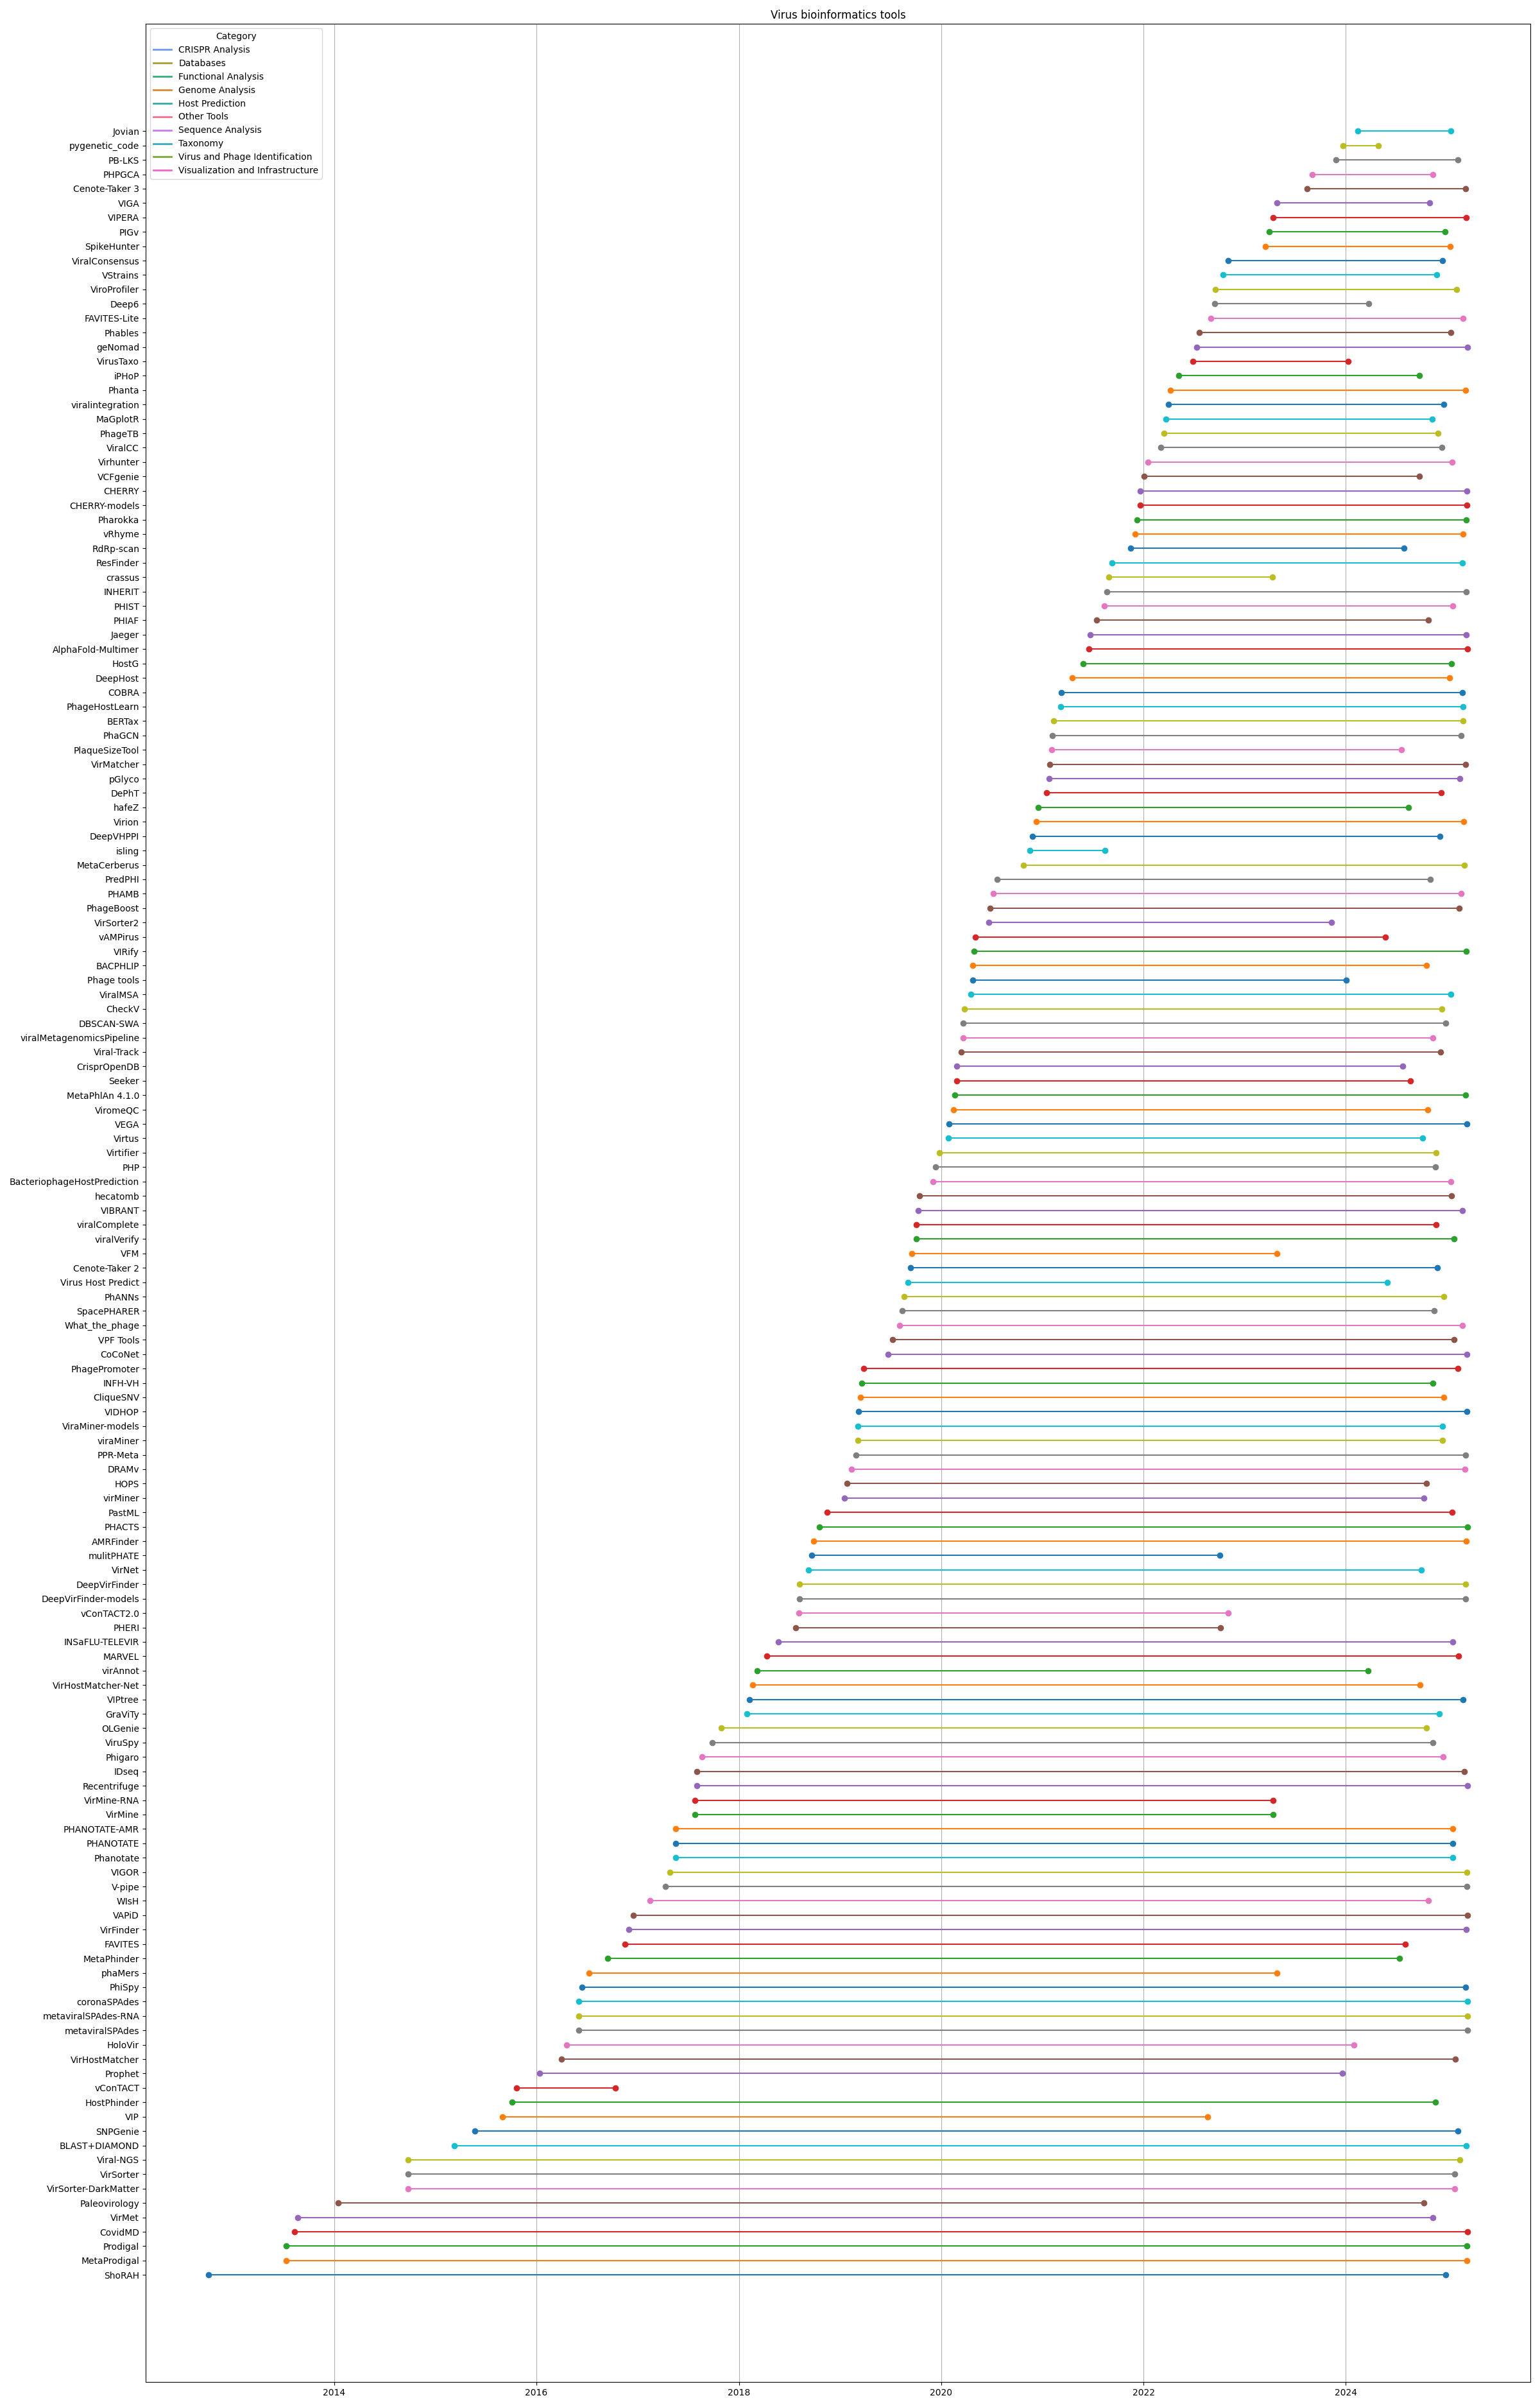 Virus bioinformatics tools
Category
CRISPR Analysis
Databases
Functional Analysis
Genome Analysis
Host Prediction
Other Tools
Sequence Analysis
Taxonomy
Virus and Phage Identification
Visualization and Infrastructure
Jovian
pygenetic_code
PB-LKS
PHPGCA
Cenote-Taker 3
VIGA
VIPERA
PIGv
SpikeHunter
ViralConsensus
VStrains
ViroProfiler
Deep6
FAVITES-Lite
Phables
geNomad
VirusTaxo
iPHoP
Phanta
viralintegration
MaGplotR
PhageTB
ViralCC
Virhunter
VCFgenie
CHERRY
CHERRY-models
Pharokka
vRhyme
RdRp-scan
ResFinder
crassus
INHERIT
PHIST
PHIAF
Jaeger
AlphaFold-Multimer
HostG
DeepHost
COBRA
PhageHostLearn
BERTax
PhaGCN
PlaqueSizeTool
VirMatcher
pGlyco
DePhT
hafeZ
Virion
DeepVHPPI
isling
MetaCerberus
PredPHI
PHAMB
PhageBoost
VirSorter2
vAMPirus
VIRify
BACPHLIP
Phage tools
ViralMSA
CheckV
DBSCAN-SWA
viralMetagenomicsPipeline
Viral-Track
CrisprOpenDB
Seeker
MetaPhlAn 4.1.0
ViromeQC
VEGA
Virtus
Virtifier
PHP
BacteriophageHostPrediction
hecatomb
VIBRANT
viralComplete
viralVerify
VFM
Cenote-Taker 2
Virus Host Predict
PhANNs
SpacePHARER
What_the_phage
VPF Tools
CoCoNet
PhagePromoter
INFH-VH
CliqueSNV
VIDHOP
ViraMiner-models
viraMiner
PPR-Meta
DRAMv
HOPS
virMiner
PastML
PHACTS
AMRFinder
mulitPHATE
VirNet
DeepVirFinder
DeepVirFinder-models
vConTACT2.0
PHERI
INSaFLU-TELEVIR
MARVEL
virAnnot
VirHostMatcher-Net
VIPtree
GraViTy
OLGenie
ViruSpy
Phigaro
IDseq
Recentrifuge
VirMine-RNA
VirMine
PHANOTATE-AMR
PHANOTATE
Phanotate
VIGOR
V-pipe
WIsH
VAPiD
VirFinder
FAVITES
MetaPhinder
phaMers
PhiSpy
coronaSPAdes
metaviralSPAdes-RNA
metaviralSPAdes
HoloVir
VirHostMatcher
Prophet
vConTACT
HostPhinder
VIP
SNPGenie
BLAST+DIAMOND
Viral-NGS
VirSorter
VirSorter-DarkMatter
Paleovirology
VirMet
CovidMD
Prodigal
MetaProdigal
ShoRAH
2014 2016 2018 2020 2022 2024